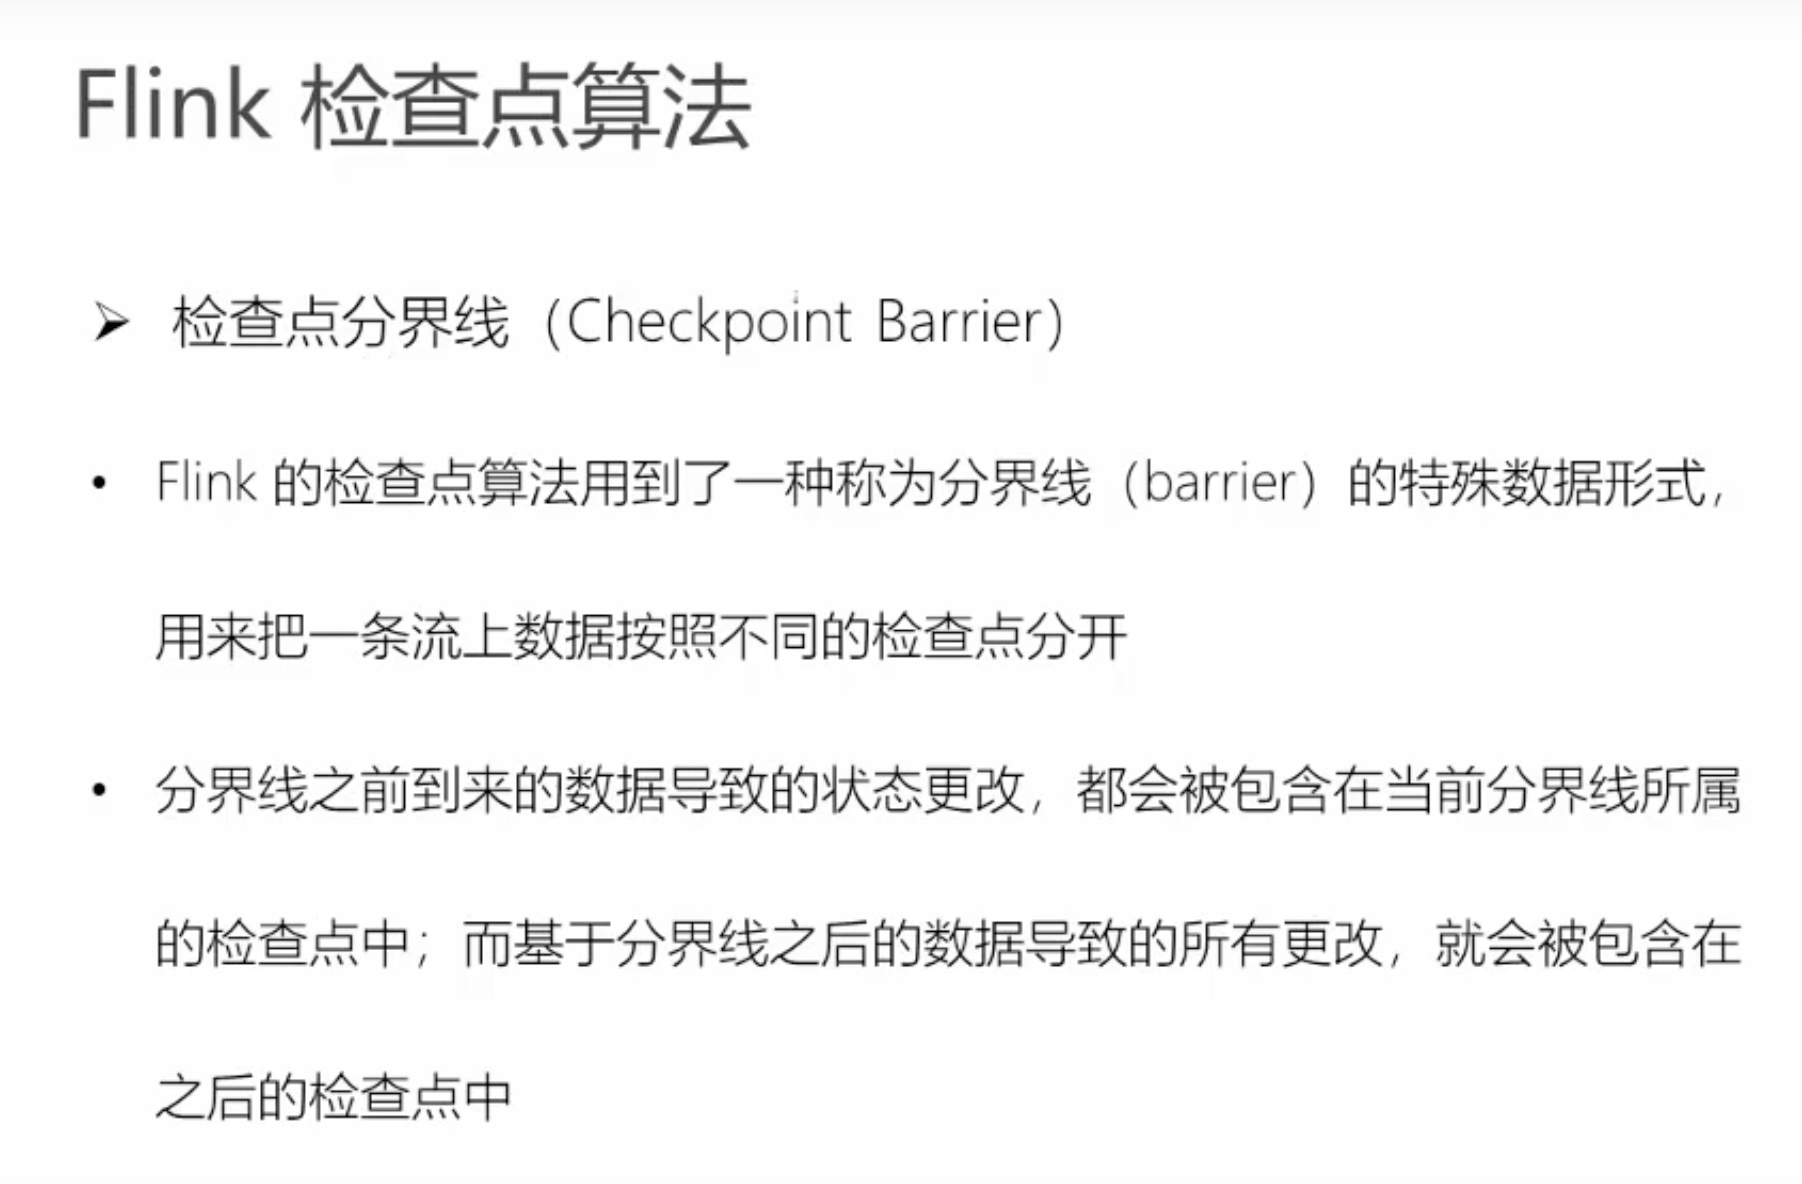 Flink 检查点算法
➢ 检查点分界线（Checkpoint Barrier）
• Flink 的检查点算法用到了一种称为分界线（barrier）的特殊数据形式，
用来把一条流上数据按照不同的检查点分开
• 分界线之前到来的数据导致的状态更改，都会被包含在当前分界线所属
的检查点中；而基于分界线之后的数据导致的所有更改，就会被包含在
之后的检查点中